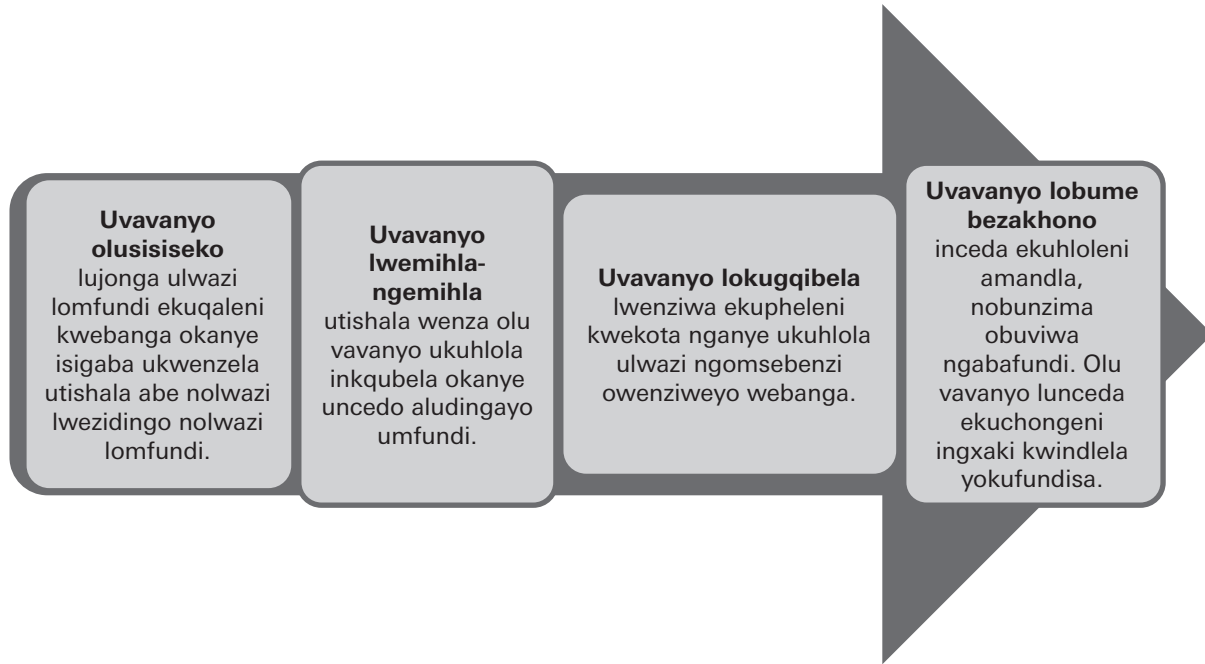 Uvavanyo
olusisiseko
lujonga ulwazi
lomfundi ekuqaleni
kwebanga okanye
isigaba ukwenzela
utishala abe nolwazi
lwezidingo nolwazi
lomfundi.
Uvavanyo
lwemihla-
ngemihla
utishala wenza olu
vavanyo ukuhlola
inkqubela okanye
uncedo aludingayo
umfundi.
Uvavanyo lokugqibela
lwenziwa ekupheleni
kwekota nganye ukuhlola
ulwazi ngomsebenzi
owenziweyo webanga.
Uvavanyo lobume
bezakhono
inceda ekuhloleni
amandla,
nobunzima
obuviwa
ngabafundi. Olu
vavanyo lunceda
ekuchongeni
ingxaki kwindlela
yokufundisa.